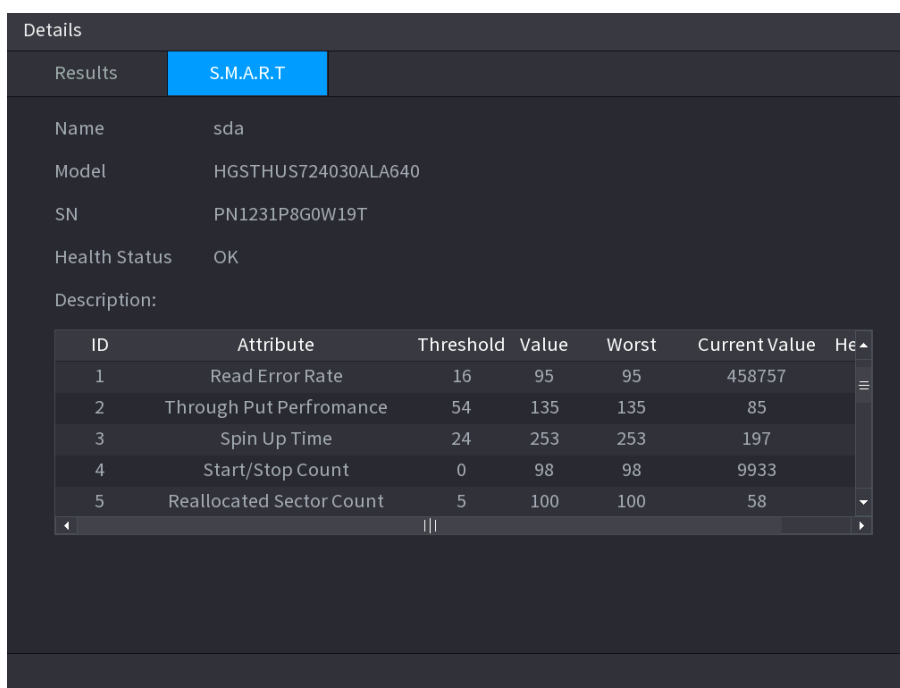 Details
Results S.M.A.R.T
Name sda
Model HGSTHUS724030ALA640
SN PN1231P8G0W19T
Health Status OK
Description:
ID Attribute Threshold Value Worst Current Value He
1 Read Error Rate 16 95 95 458757
2 Through Put Perfromance 54 135 135 85
3 Spin Up Time 24 253 253 197
4 Start/Stop Count 0 98 98 9933
5 Reallocated Sector Count 5 100 100 58